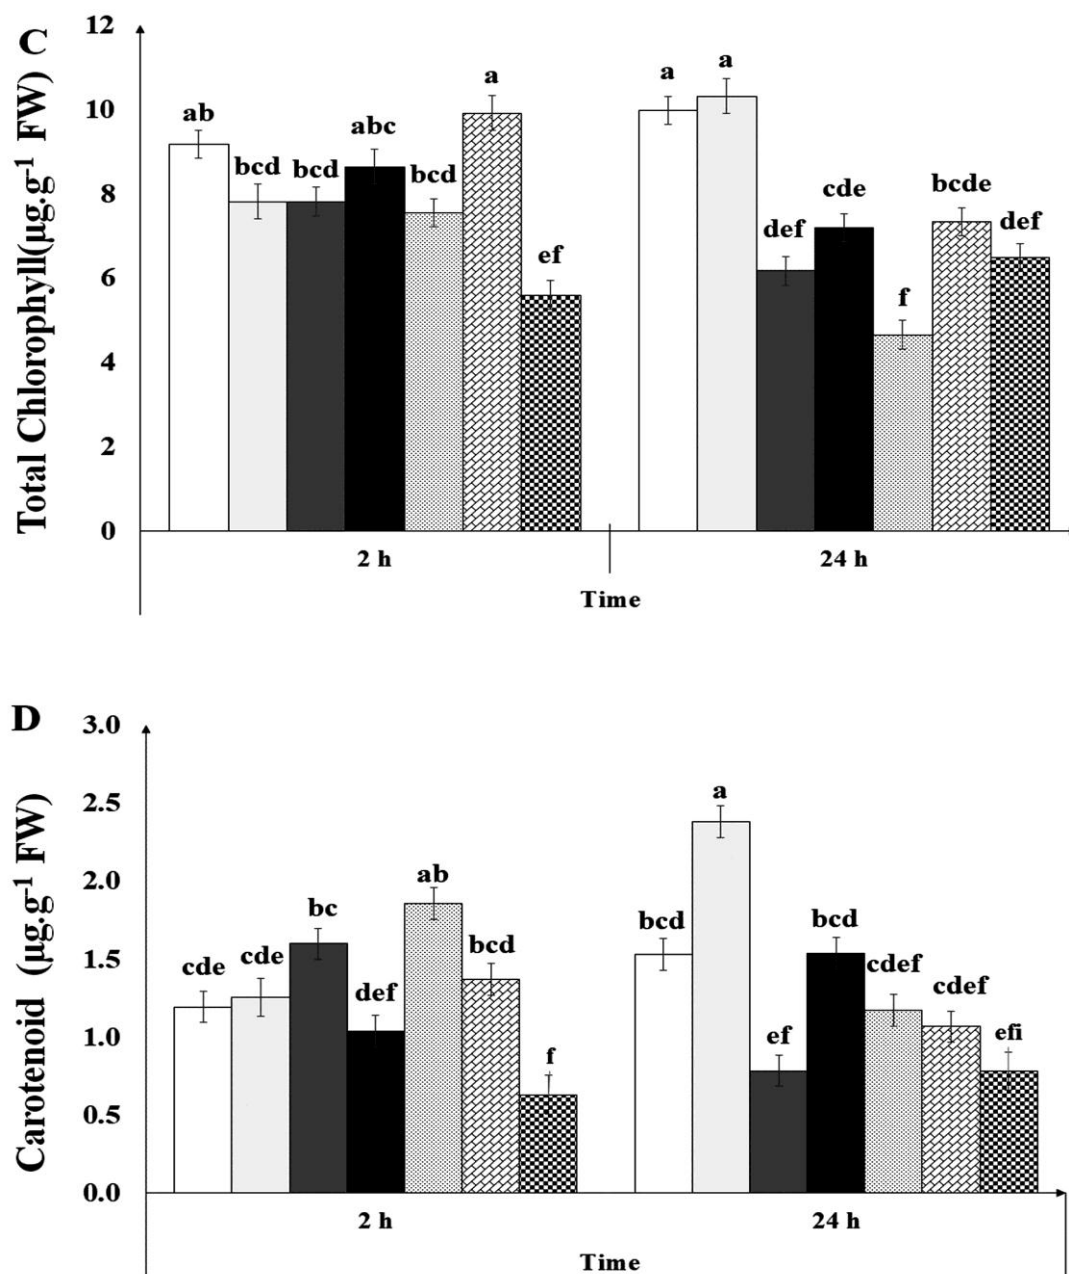 C
Total Chlorophyll(µg.g⁻¹ FW)
12
10
8
6
4
2
0
ab
bcd
bcd
abc
bcd
a
ef
a
a
def
cde
f
bcde
def
2 h
24 h
Time
D
Carotenoid (µg.g⁻¹ FW)
3.0
2.5
2.0
1.5
1.0
0.5
0.0
cde
cde
bc
def
ab
bcd
f
bcd
a
ef
bcd
cdef
cdef
efi
2 h
24 h
Time